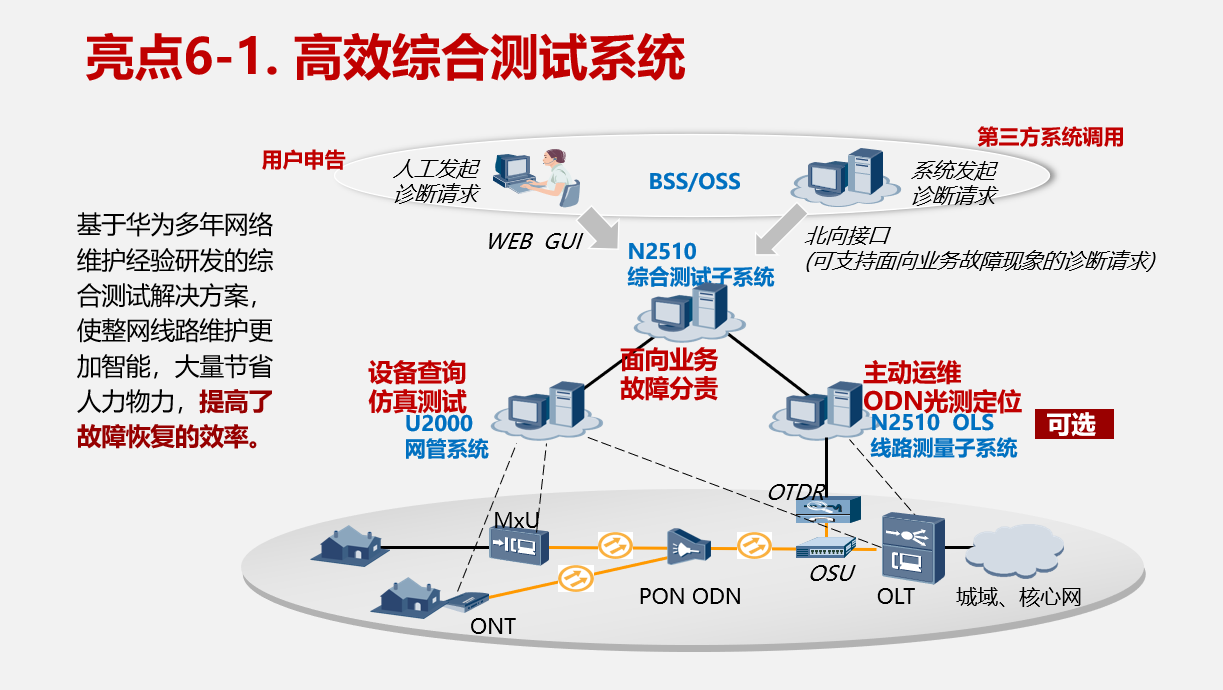 亮点6-1. 高效综合测试系统
第三方系统调用
用户申告
人工发起
诊断请求
BSS/OSS
系统发起
诊断请求
基于华为多年网络
维护经验研发的综
合测试解决方案，
使整网线路维护更
加智能，大量节省
人力物力，提高了
故障恢复的效率。
WEB GUI
北向接口
(可支持面向业务故障现象的诊断请求)
N2510
综合测试子系统
设备查询
仿真测试
U2000
网管系统
面向业务
故障分责
主动运维
ODN光测定位
N2510 OLS
线路测量子系统
可选
OTDR
MxU
OSU
PON ODN
OLT
城域、核心网
ONT